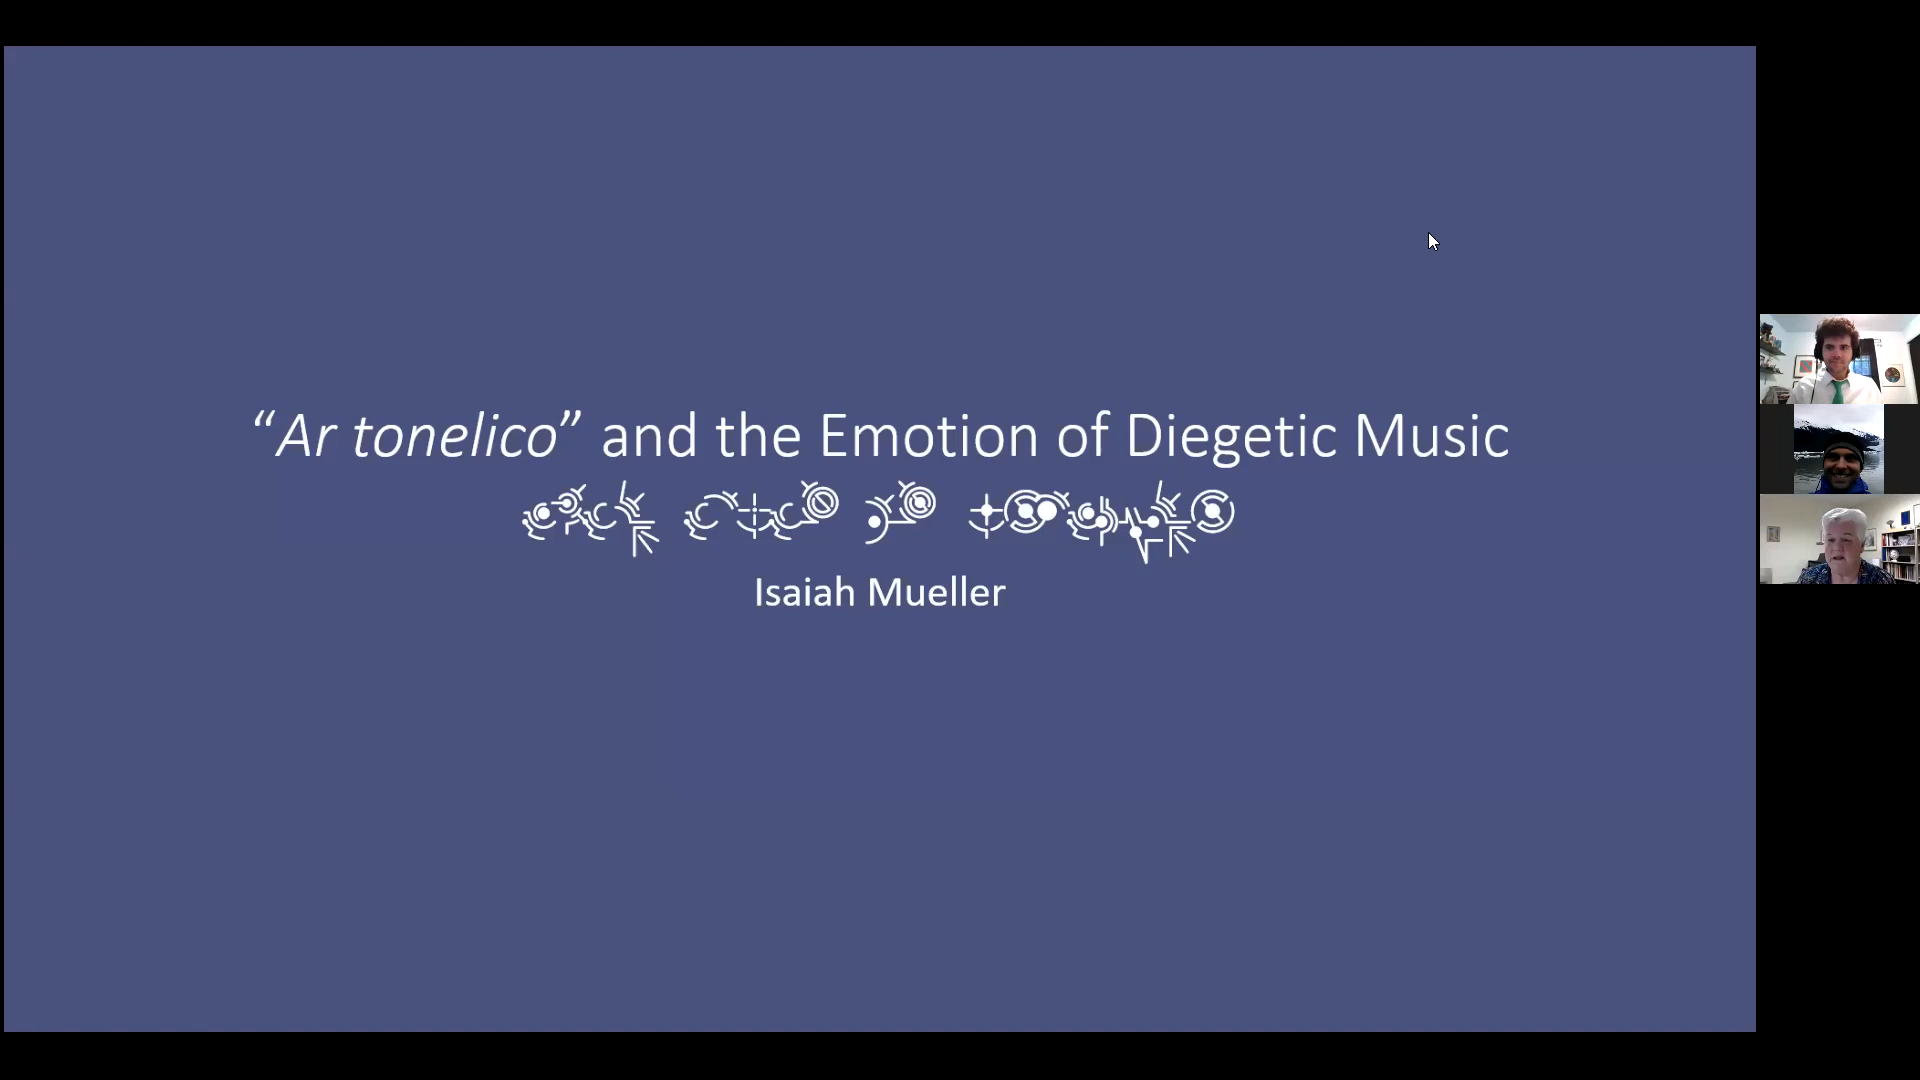 “Ar tonelico” and the Emotion of Diegetic Music
Isaiah Mueller